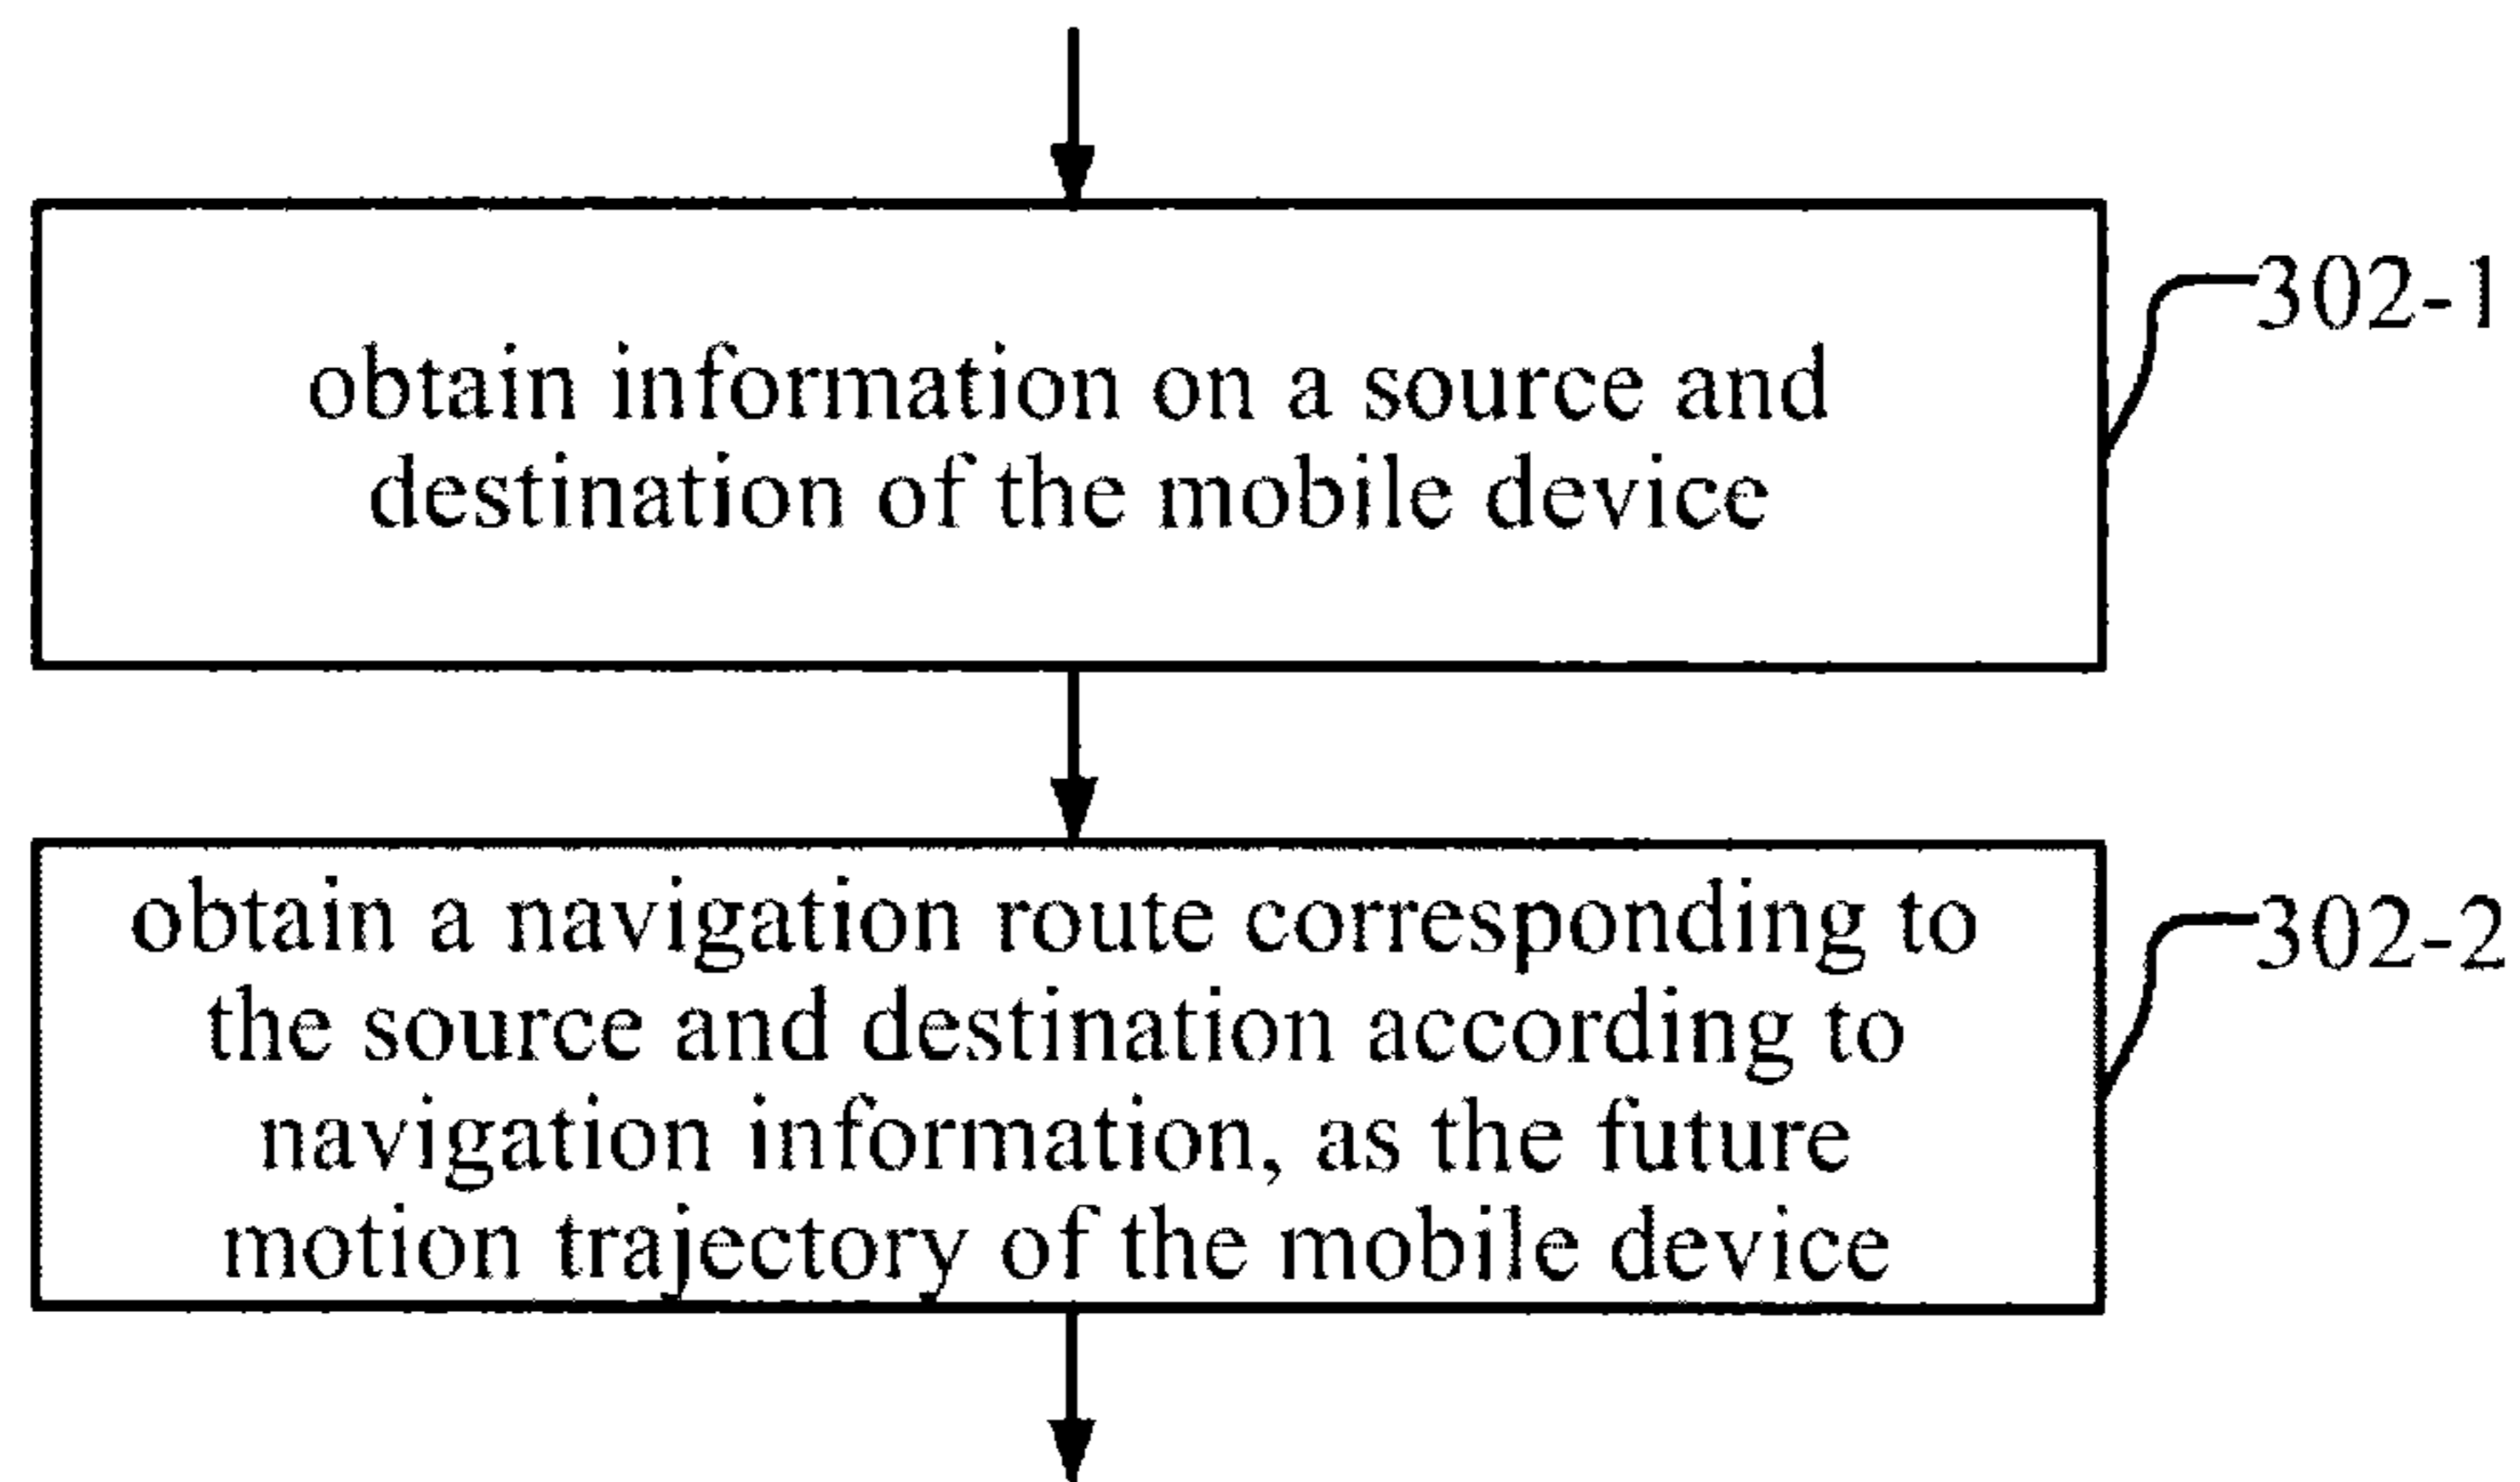 302-1
obtain information on a source and
destination of the mobile device
obtain a navigation route corresponding to
302-2
the source and destination according to
navigation information, as the future
motion trajectory of the mobile device